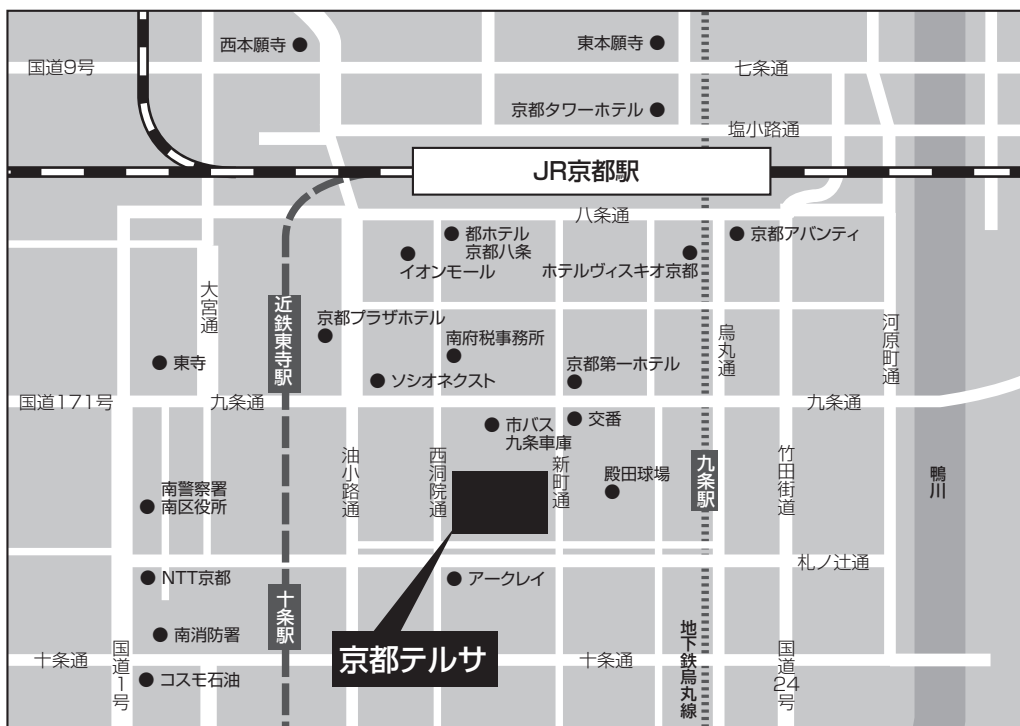 西本願寺
東本願寺
国道9号
七条通
京都タワーホテル
塩小路通
JR京都駅
八条通
都ホテル
京都八条
京都アバンティ
イオンモール
ホテルヴィスキオ京都
大宮通
近鉄東寺駅
京都プラザホテル
南府税事務所
烏丸通
河原町通
東寺
ソシオネクスト
京都第一ホテル
国道171号
九条通
九条通
市バス
九条車庫
交番
油小路通
西洞院通
新町通
殿田球場
九条駅
竹田街道
鴨川
南警察署
南区役所
札ノ辻通
NTT京都
アークレイ
十条駅
南消防署
京都テルサ
地下鉄烏丸線
十条通
国道1号
十条通
国道24号
コスモ石油